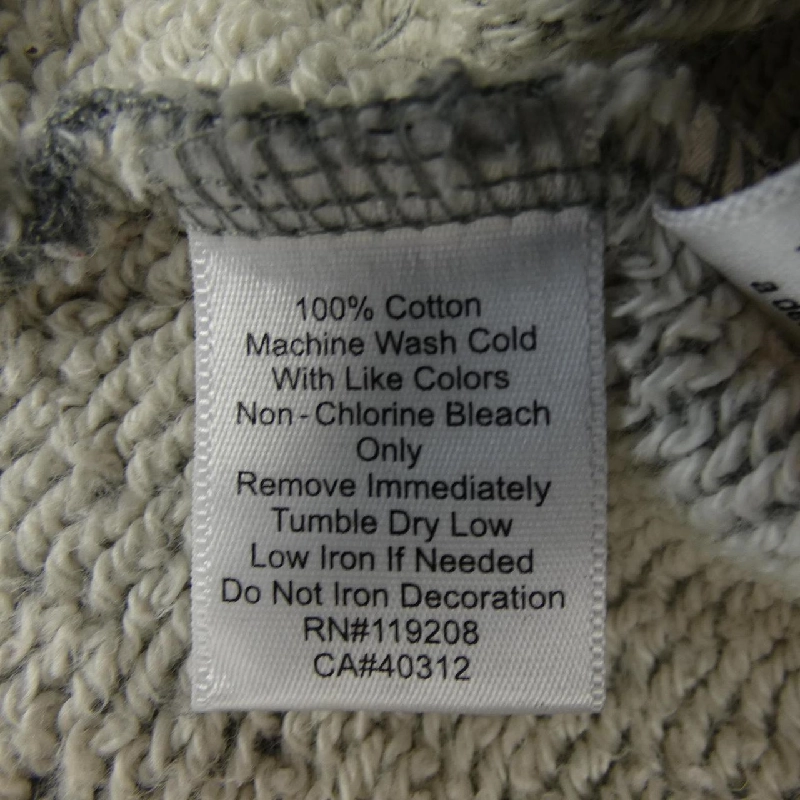 100% Cotton
Machine Wash Cold
With Like Colors
Non-Chlorine Bleach
Only
Remove Immediately
Tumble Dry Low
Low Iron If Needed
Do Not Iron Decoration
RN#119208
CA#40312